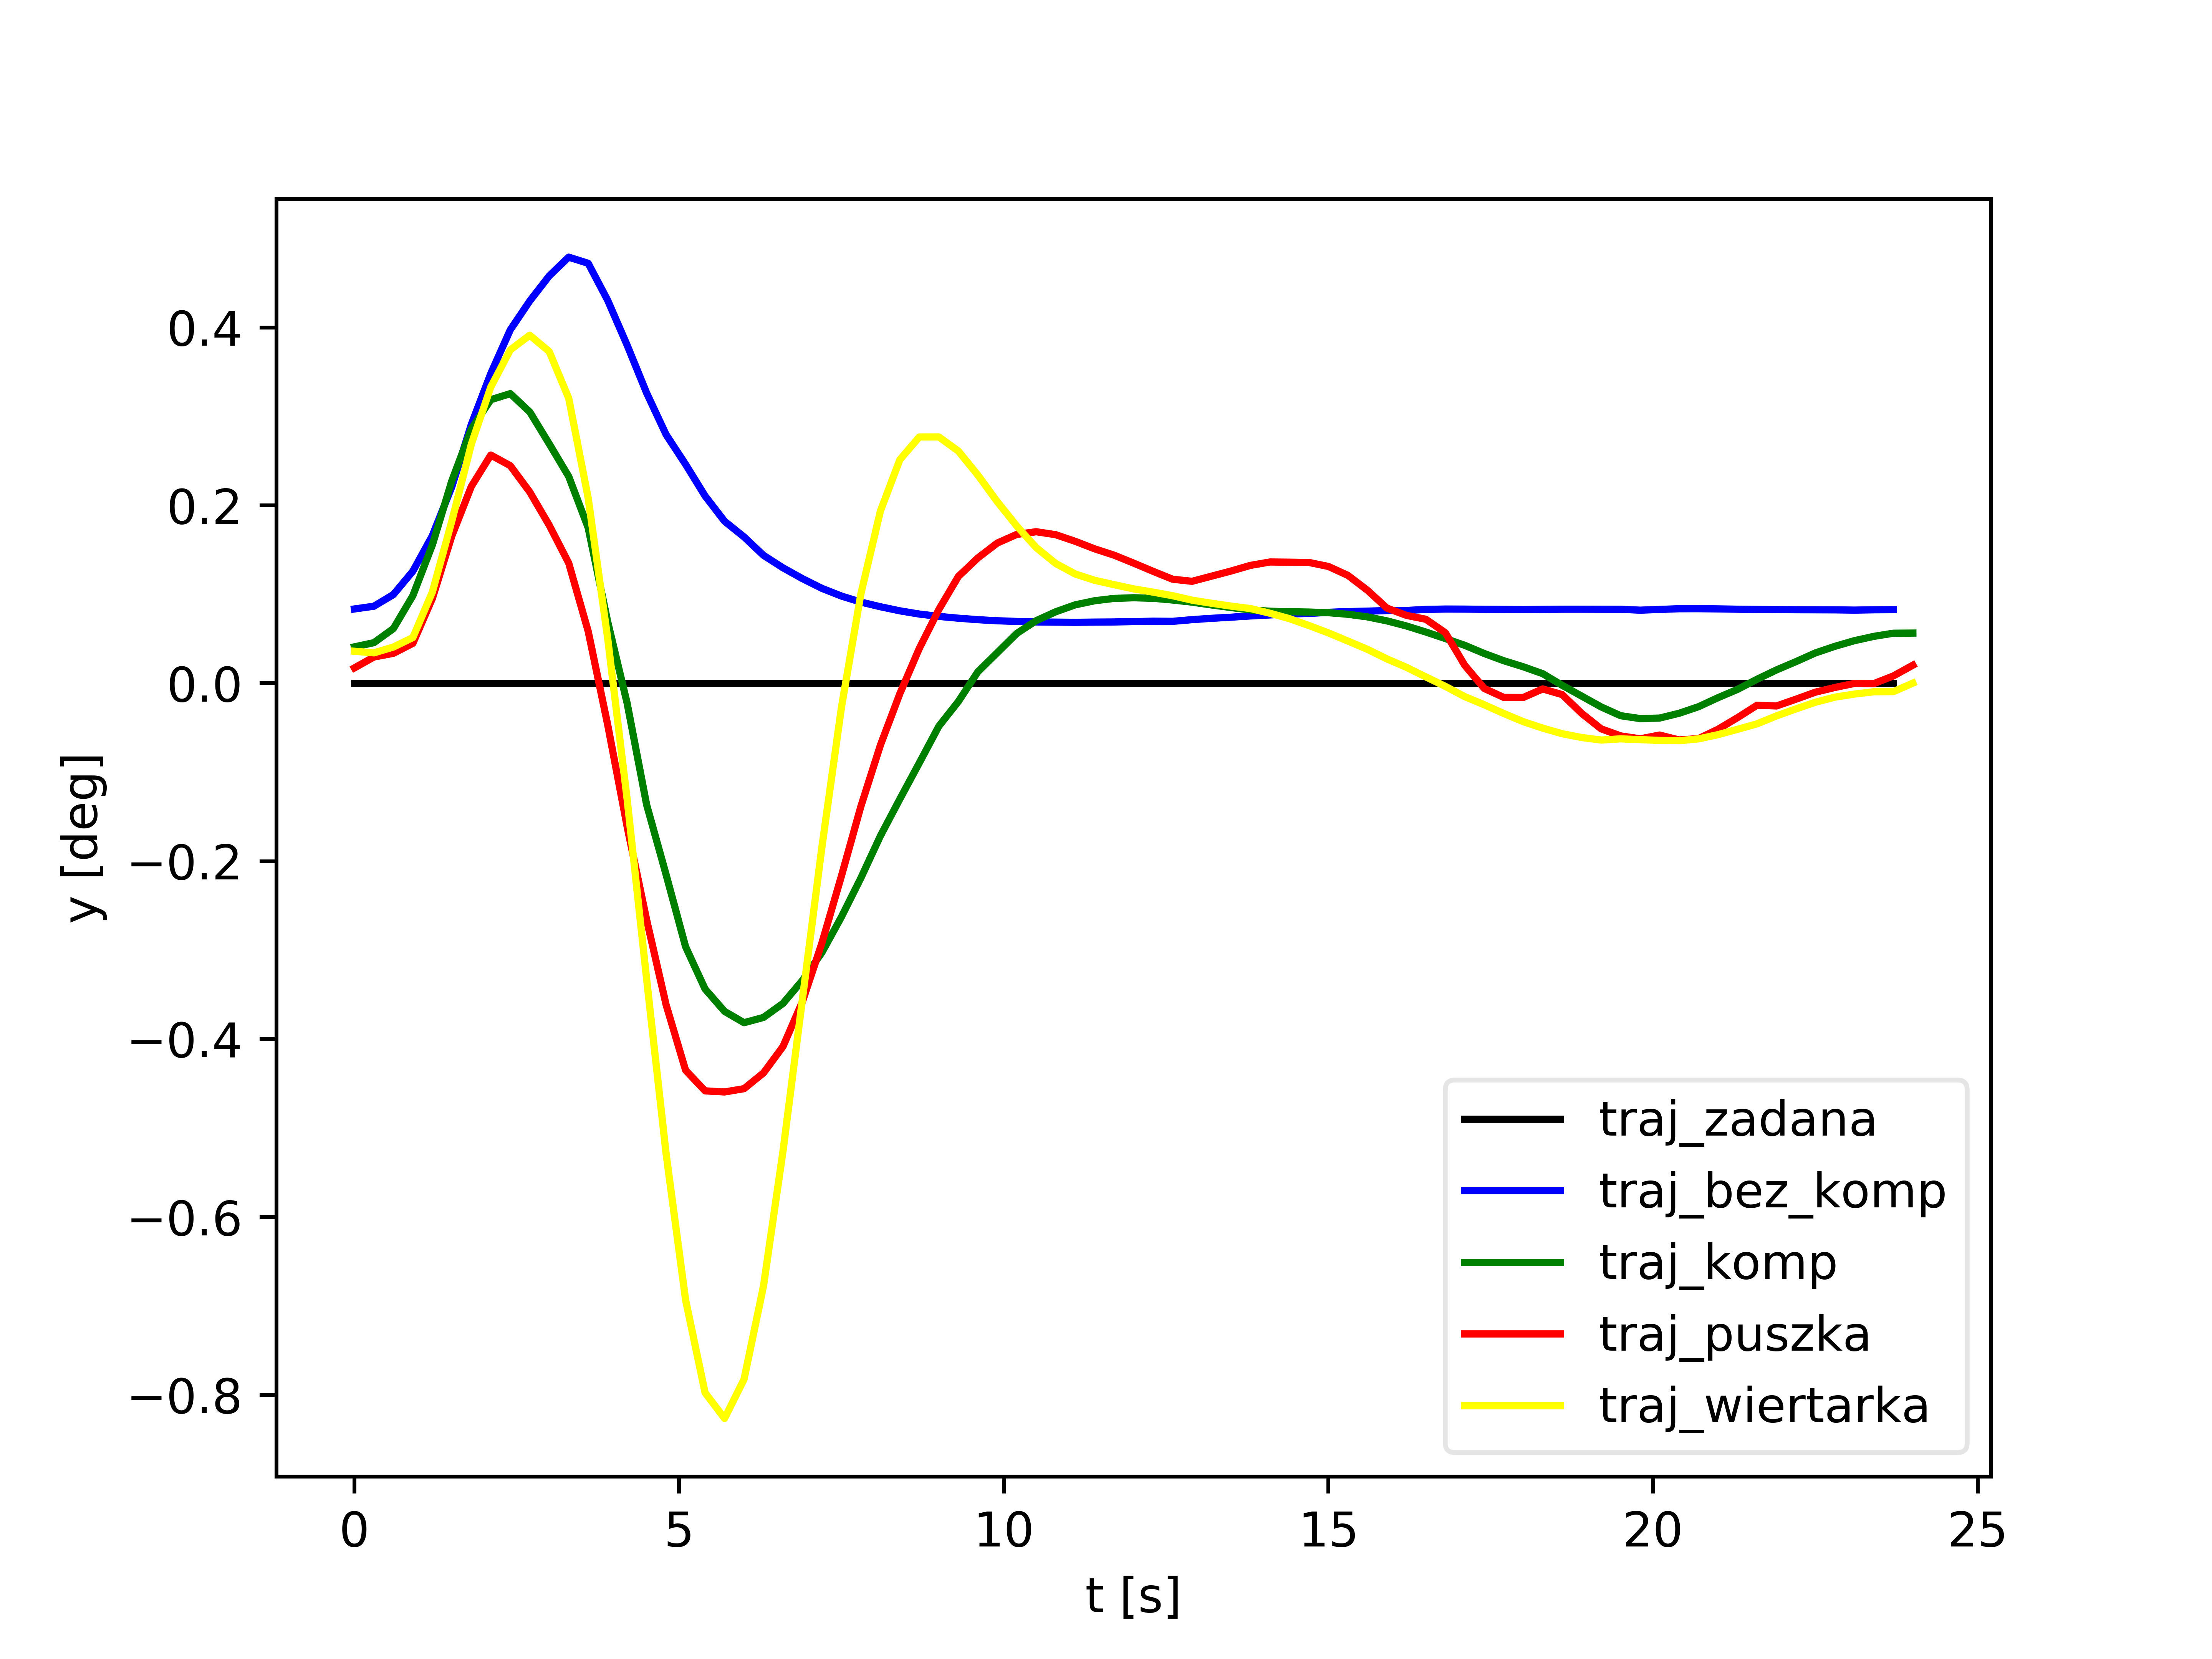 0.4
0.2
0.0
−0.2
−0.4
−0.6
−0.8
y [deg]
0 5 10 15 20 25
t [s]
traj_zadana
traj_bez_komp
traj_komp
traj_puszka
traj_wiertarka